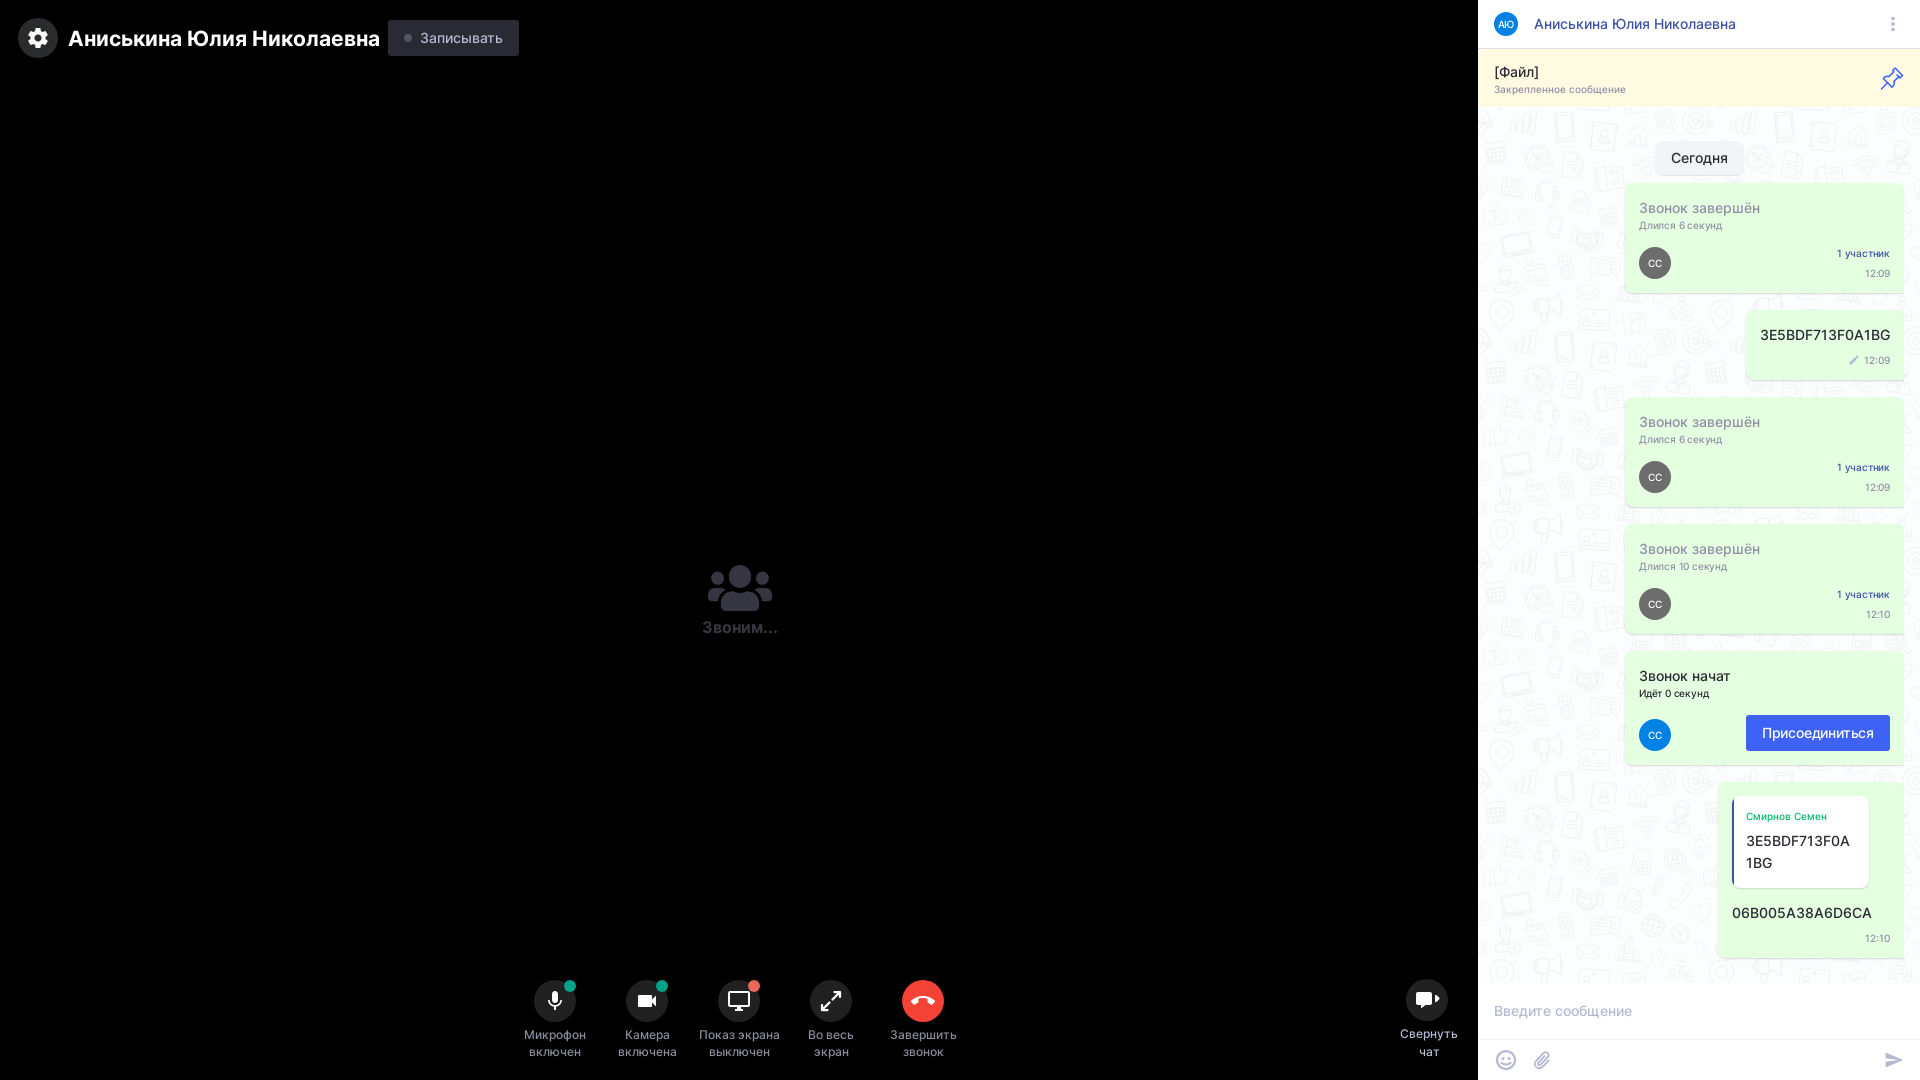 Аниськина Юлия Николаевна
Записывать
Звоним...
Микрофон
включен
Камера
включена
Показ экрана
выключен
Во весь
экран
Завершить
звонок
Свернуть
чат
АЮ
Аниськина Юлия Николаевна
[Файл]
Закрепленное сообщение
Сегодня
Звонок завершён
Длился 6 секунд
СС
1 участник
12:09
3E5BDF713F0A1BG
12:09
Звонок завершён
Длился 6 секунд
СС
1 участник
12:09
Звонок завершён
Длился 10 секунд
СС
1 участник
12:10
Звонок начат
Идёт 0 секунд
СС
Присоединиться
Смирнов Семен
3E5BDF713F0A
1BG
06B005A38A6D6CA
12:10
Введите сообщение